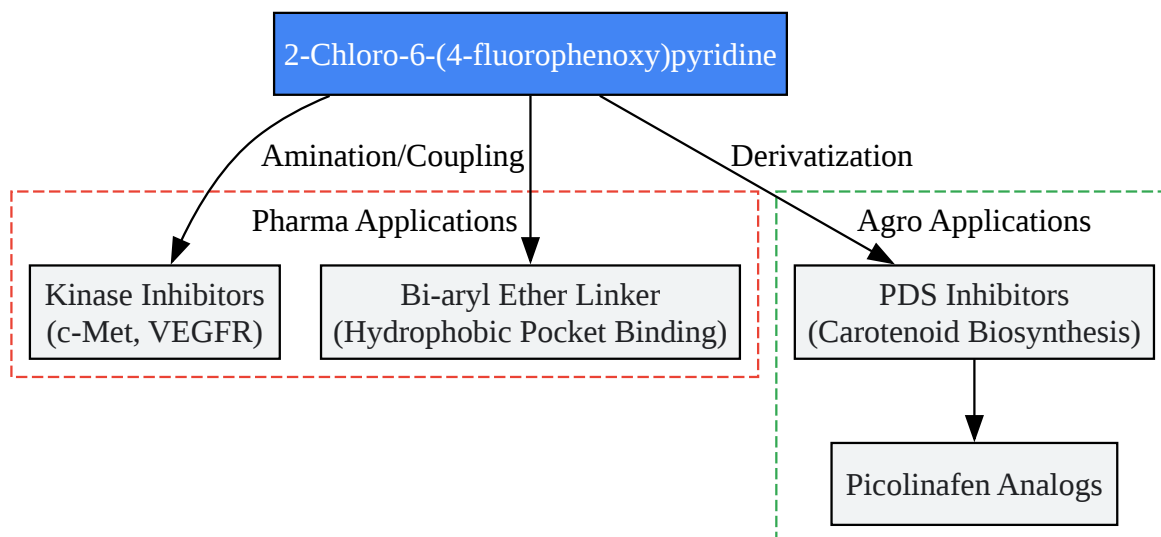 2-Chloro-6-(4-fluorophenoxy)pyridine
Amination/Coupling
Derivatization
Pharma Applications
Agro Applications
Kinase Inhibitors
(c-Met, VEGFR)
Bi-aryl Ether Linker
(Hydrophobic Pocket Binding)
PDS Inhibitors
(Carotenoid Biosynthesis)
Picolinafen Analogs